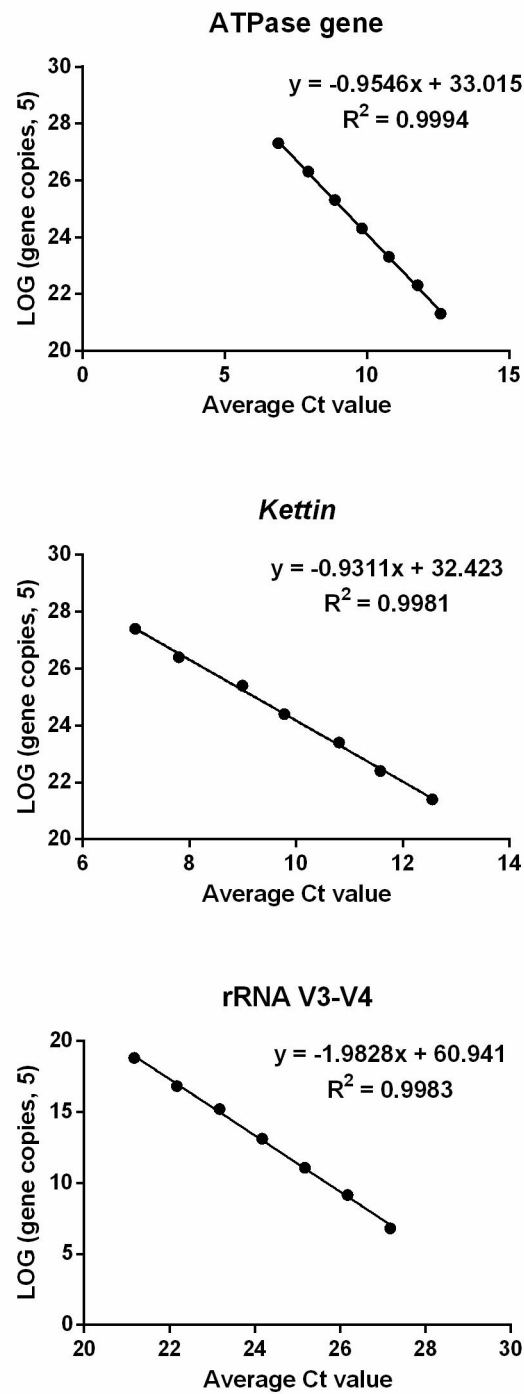 ATPase gene
y = -0.9546x + 33.015
R² = 0.9994
LOG (gene copies, 5)
30
28
26
24
22
20
0 5 10 15
Average Ct value
Kettin
y = -0.9311x + 32.423
R² = 0.9981
LOG (gene copies, 5)
30
28
26
24
22
20
6 8 10 12 14
Average Ct value
rRNA V3-V4
y = -1.9828x + 60.941
R² = 0.9983
LOG (gene copies, 5)
20
15
10
5
0
20 22 24 26 28 30
Average Ct value